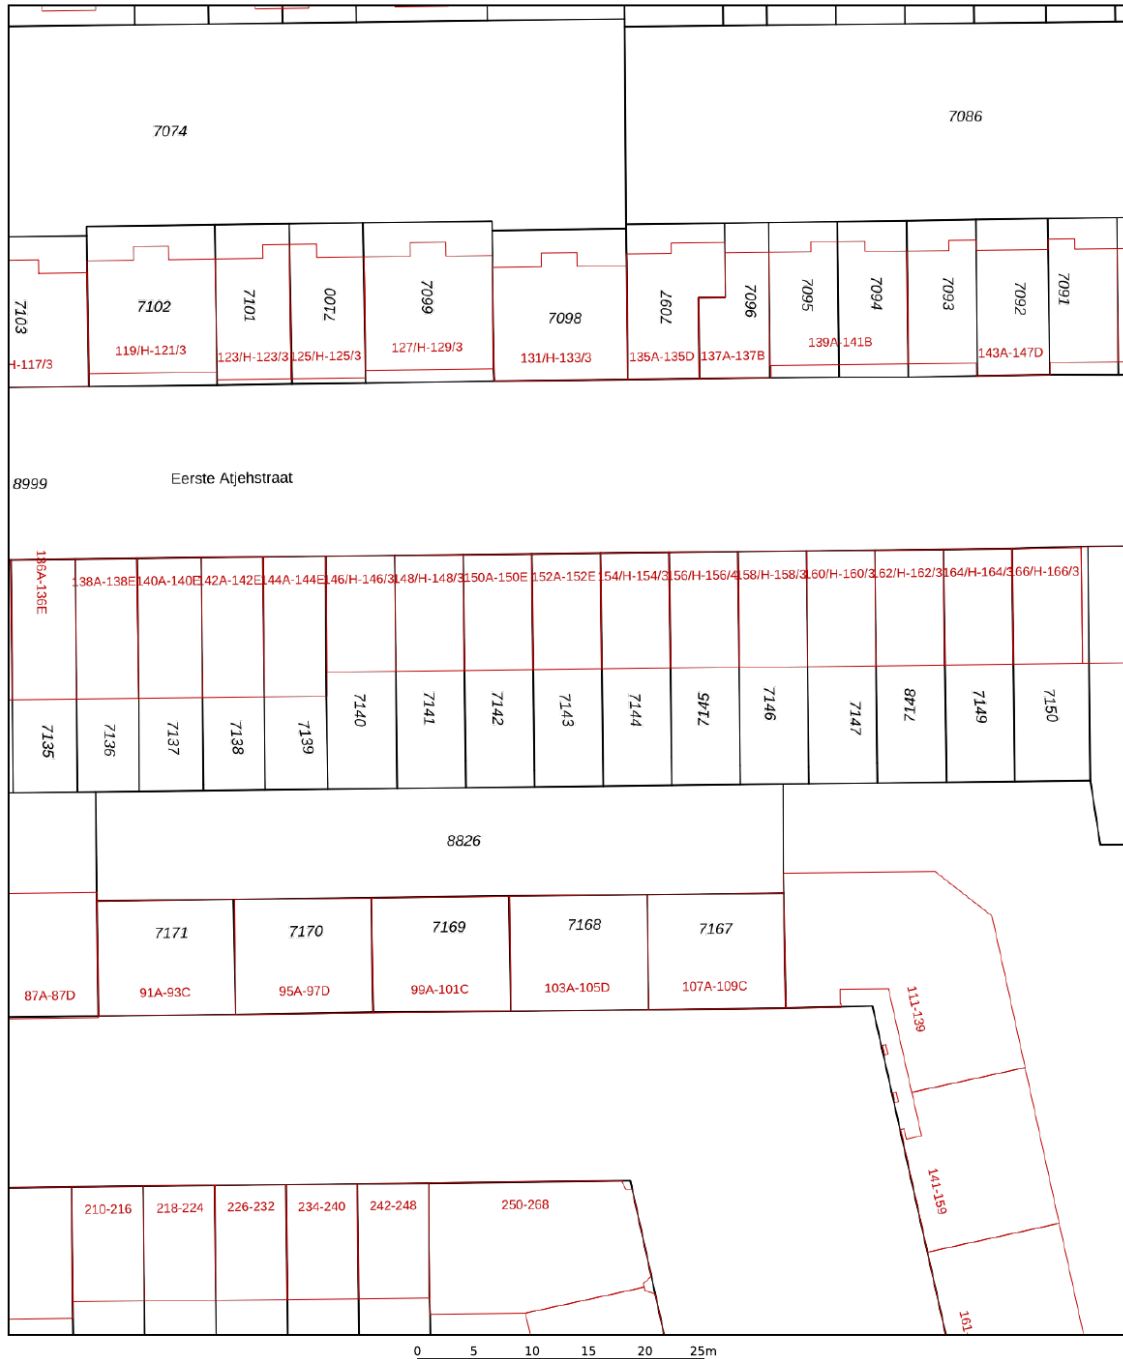 7074
7086
7103
7102
7101
7100
7099
7098
7097
7096
7095
7094
7093
7092
7091
H-117/3
119/H-121/3
123/H-123/3
125/H-125/3
127/H-129/3
131/H-133/3
135A-135D
137A-137B
139A-141B
143A-147D
8999
Eerste Atjehstraat
136A-136E
138A-138E
140A-140E
142A-142E
144A-144E
146/H-146/3
148/H-148/3
150A-150E
152A-152E
154/H-154/3
156/H-156/4
158/H-158/3
160/H-160/3
162/H-162/3
164/H-164/3
166/H-166/3
7135
7136
7137
7138
7139
7140
7141
7142
7143
7144
7145
7146
7147
7148
7149
7150
8826
7171
7170
7169
7168
7167
87A-87D
91A-93C
95A-97D
99A-101C
103A-105D
107A-109C
111-139
141-159
161-
210-216
218-224
226-232
234-240
242-248
250-268
0 5 10 15 20 25m